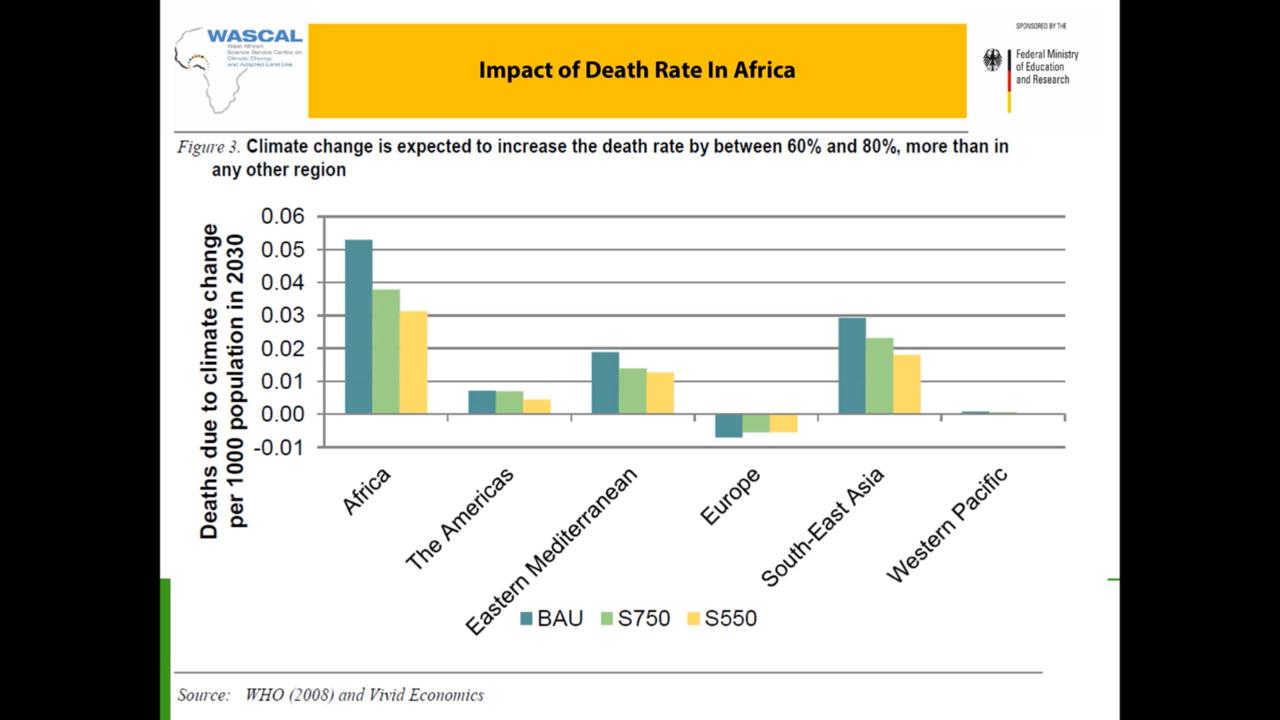 WASCAL
West African
Science Service Centre on
Climate Change
and Adapted Land Use
Impact of Death Rate In Africa
SPONSORED BY THE
Federal Ministry
of Education
and Research
Figure 3. Climate change is expected to increase the death rate by between 60% and 80%, more than in
any other region
Deaths due to climate change
per 1000 population in 2030
0.06
0.05
0.04
0.03
0.02
0.01
0.00
-0.01
Africa
The Americas
Eastern Mediterranean
Europe
South-East Asia
Western Pacific
BAU S750 S550
Source: WHO (2008) and Vivid Economics